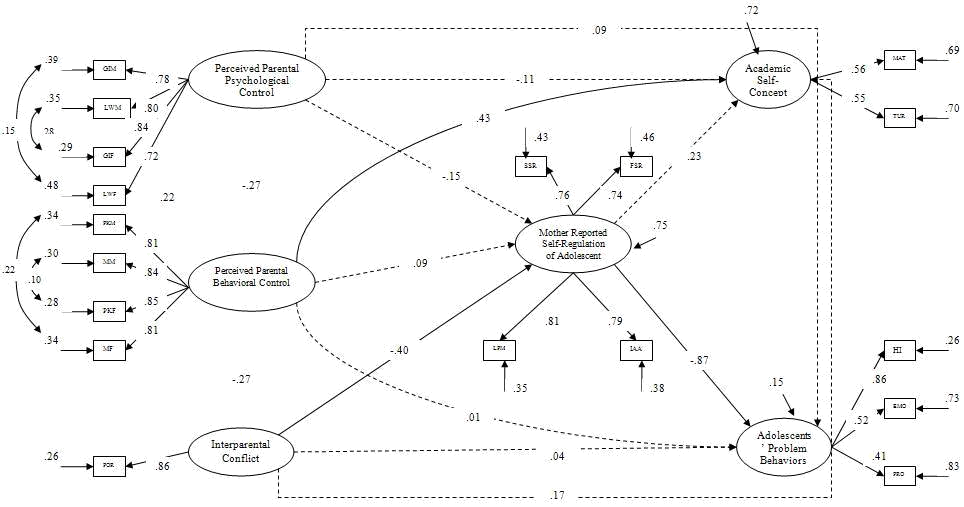 .72
.09
.39
GIM
.78
Perceived Parental
Psychological
Control
-.11
Academic
Self-
Concept
.56
MAT
.69
.35
LWM
.80
.55
TUR
.70
.15
.28
.84
.43
.29
GIF
.72
.43
.46
SSR
FSR
.23
.48
LWF
.22
-.27
-.15
.76
.74
.34
PKM
.81
Mother Reported
Self-Regulation
of Adolescent
.75
.30
MM
.84
.22
.10
Perceived Parental
Behavioral Control
.09
.28
PKF
.85
.34
MF
.81
.81
.79
-.40
IAA
-.87
HI
.26
-.27
.35
.38
.15
.86
.01
EMO
.73
.52
Interparental
Conflict
Adolescents
' Problem
Behaviors
.26
POR
.86
.04
.41
PRO
.83
.17